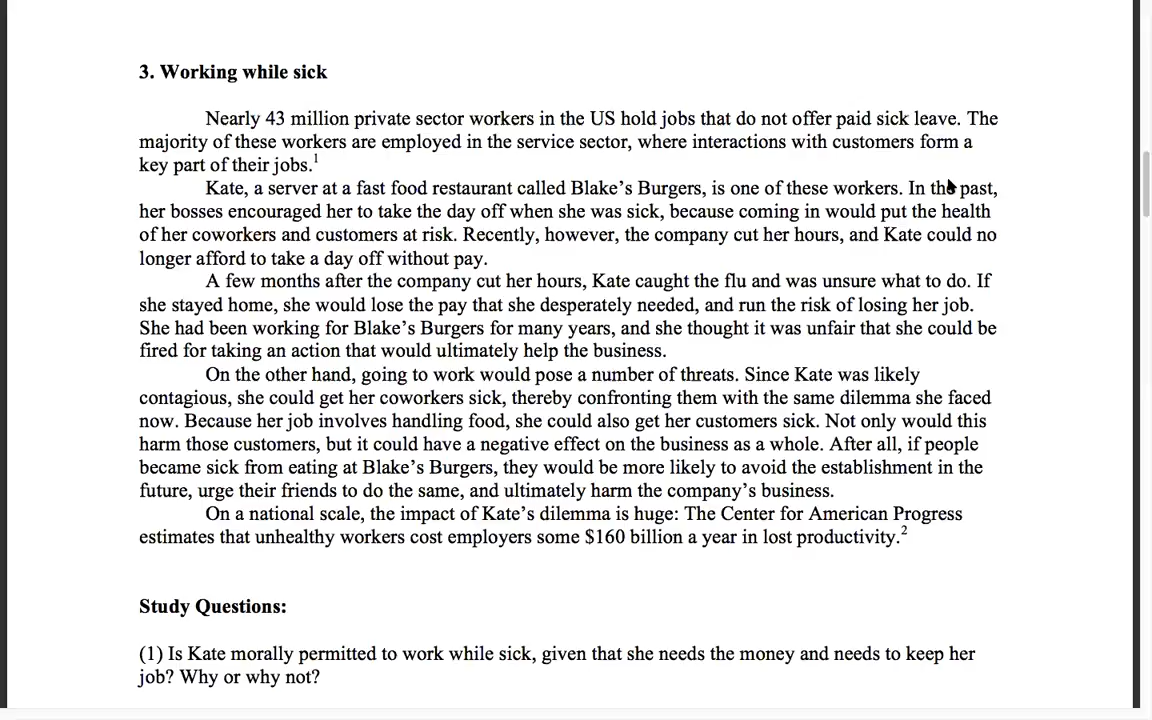 3. Working while sick
Nearly 43 million private sector workers in the US hold jobs that do not offer paid sick leave. The
majority of these workers are employed in the service sector, where interactions with customers form a
key part of their jobs.1
Kate, a server at a fast food restaurant called Blake's Burgers, is one of these workers. In the past,
her bosses encouraged her to take the day off when she was sick, because coming in would put the health
of her coworkers and customers at risk. Recently, however, the company cut her hours, and Kate could no
longer afford to take a day off without pay.
A few months after the company cut her hours, Kate caught the flu and was unsure what to do. If
she stayed home, she would lose the pay that she desperately needed, and run the risk of losing her job.
She had been working for Blake's Burgers for many years, and she thought it was unfair that she could be
fired for taking an action that would ultimately help the business.
On the other hand, going to work would pose a number of threats. Since Kate was likely
contagious, she could get her coworkers sick, thereby confronting them with the same dilemma she faced
now. Because her job involves handling food, she could also get her customers sick. Not only would this
harm those customers, but it could have a negative effect on the business as a whole. After all, if people
became sick from eating at Blake's Burgers, they would be more likely to avoid the establishment in the
future, urge their friends to do the same, and ultimately harm the company's business.
On a national scale, the impact of Kate's dilemma is huge: The Center for American Progress
estimates that unhealthy workers cost employers some $160 billion a year in lost productivity.2
Study Questions:
(1) Is Kate morally permitted to work while sick, given that she needs the money and needs to keep her
job? Why or why not?